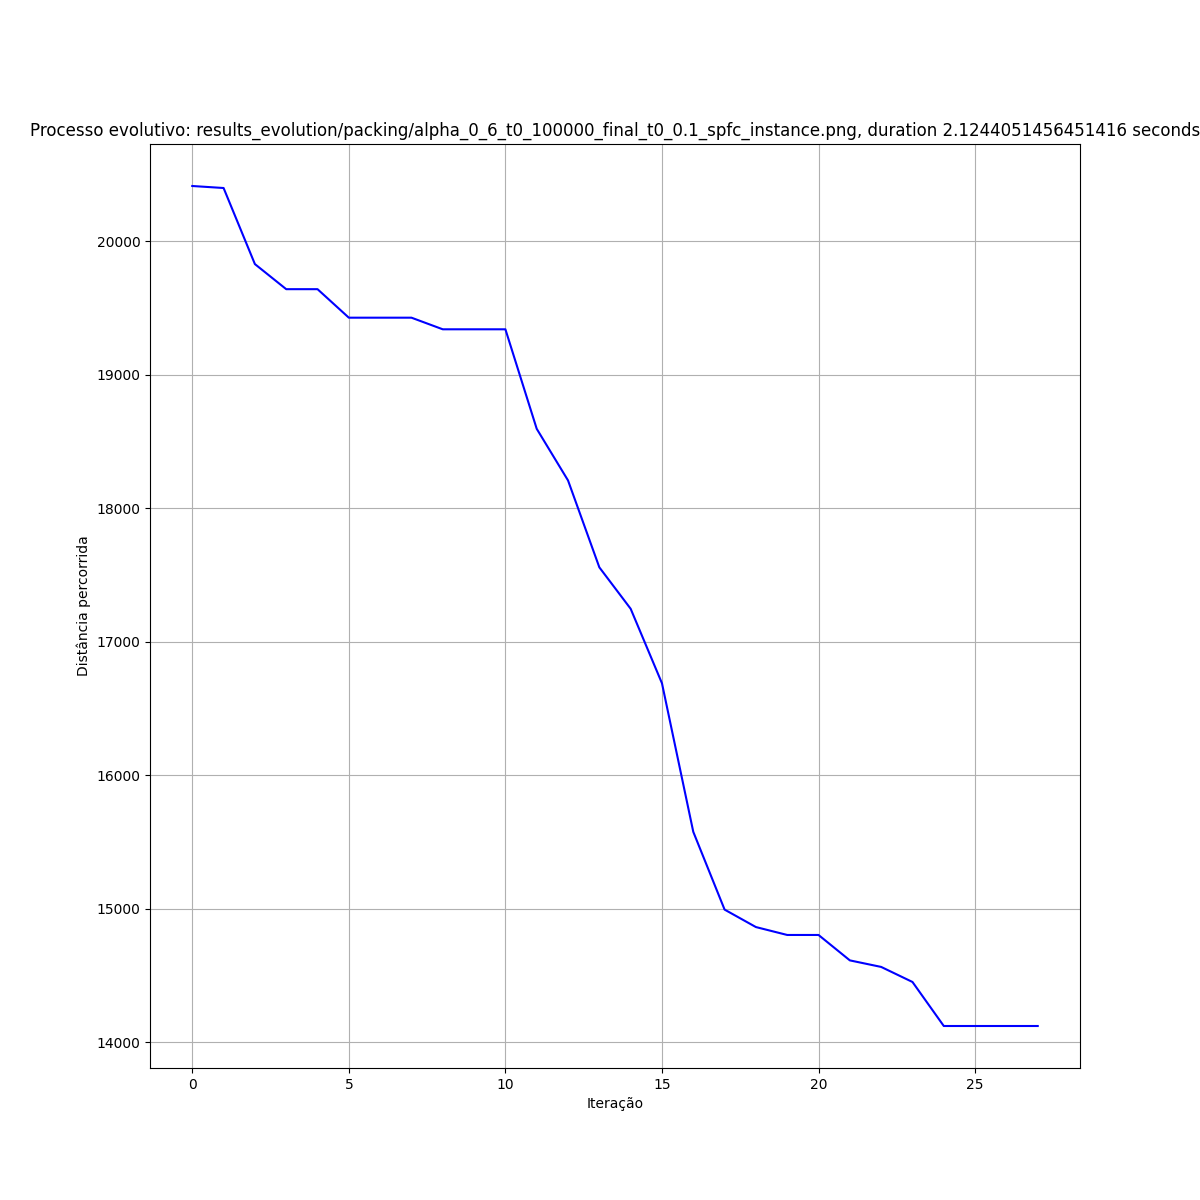 Processo evolutivo: results_evolution/packing/alpha_0_6_t0_100000_final_t0_0.1_spfc_instance.png, duration 2.1244051456451416 seconds
20000
19000
18000
17000
16000
15000
14000
Distância percorrida
0 5 10 15 20 25
Iteração